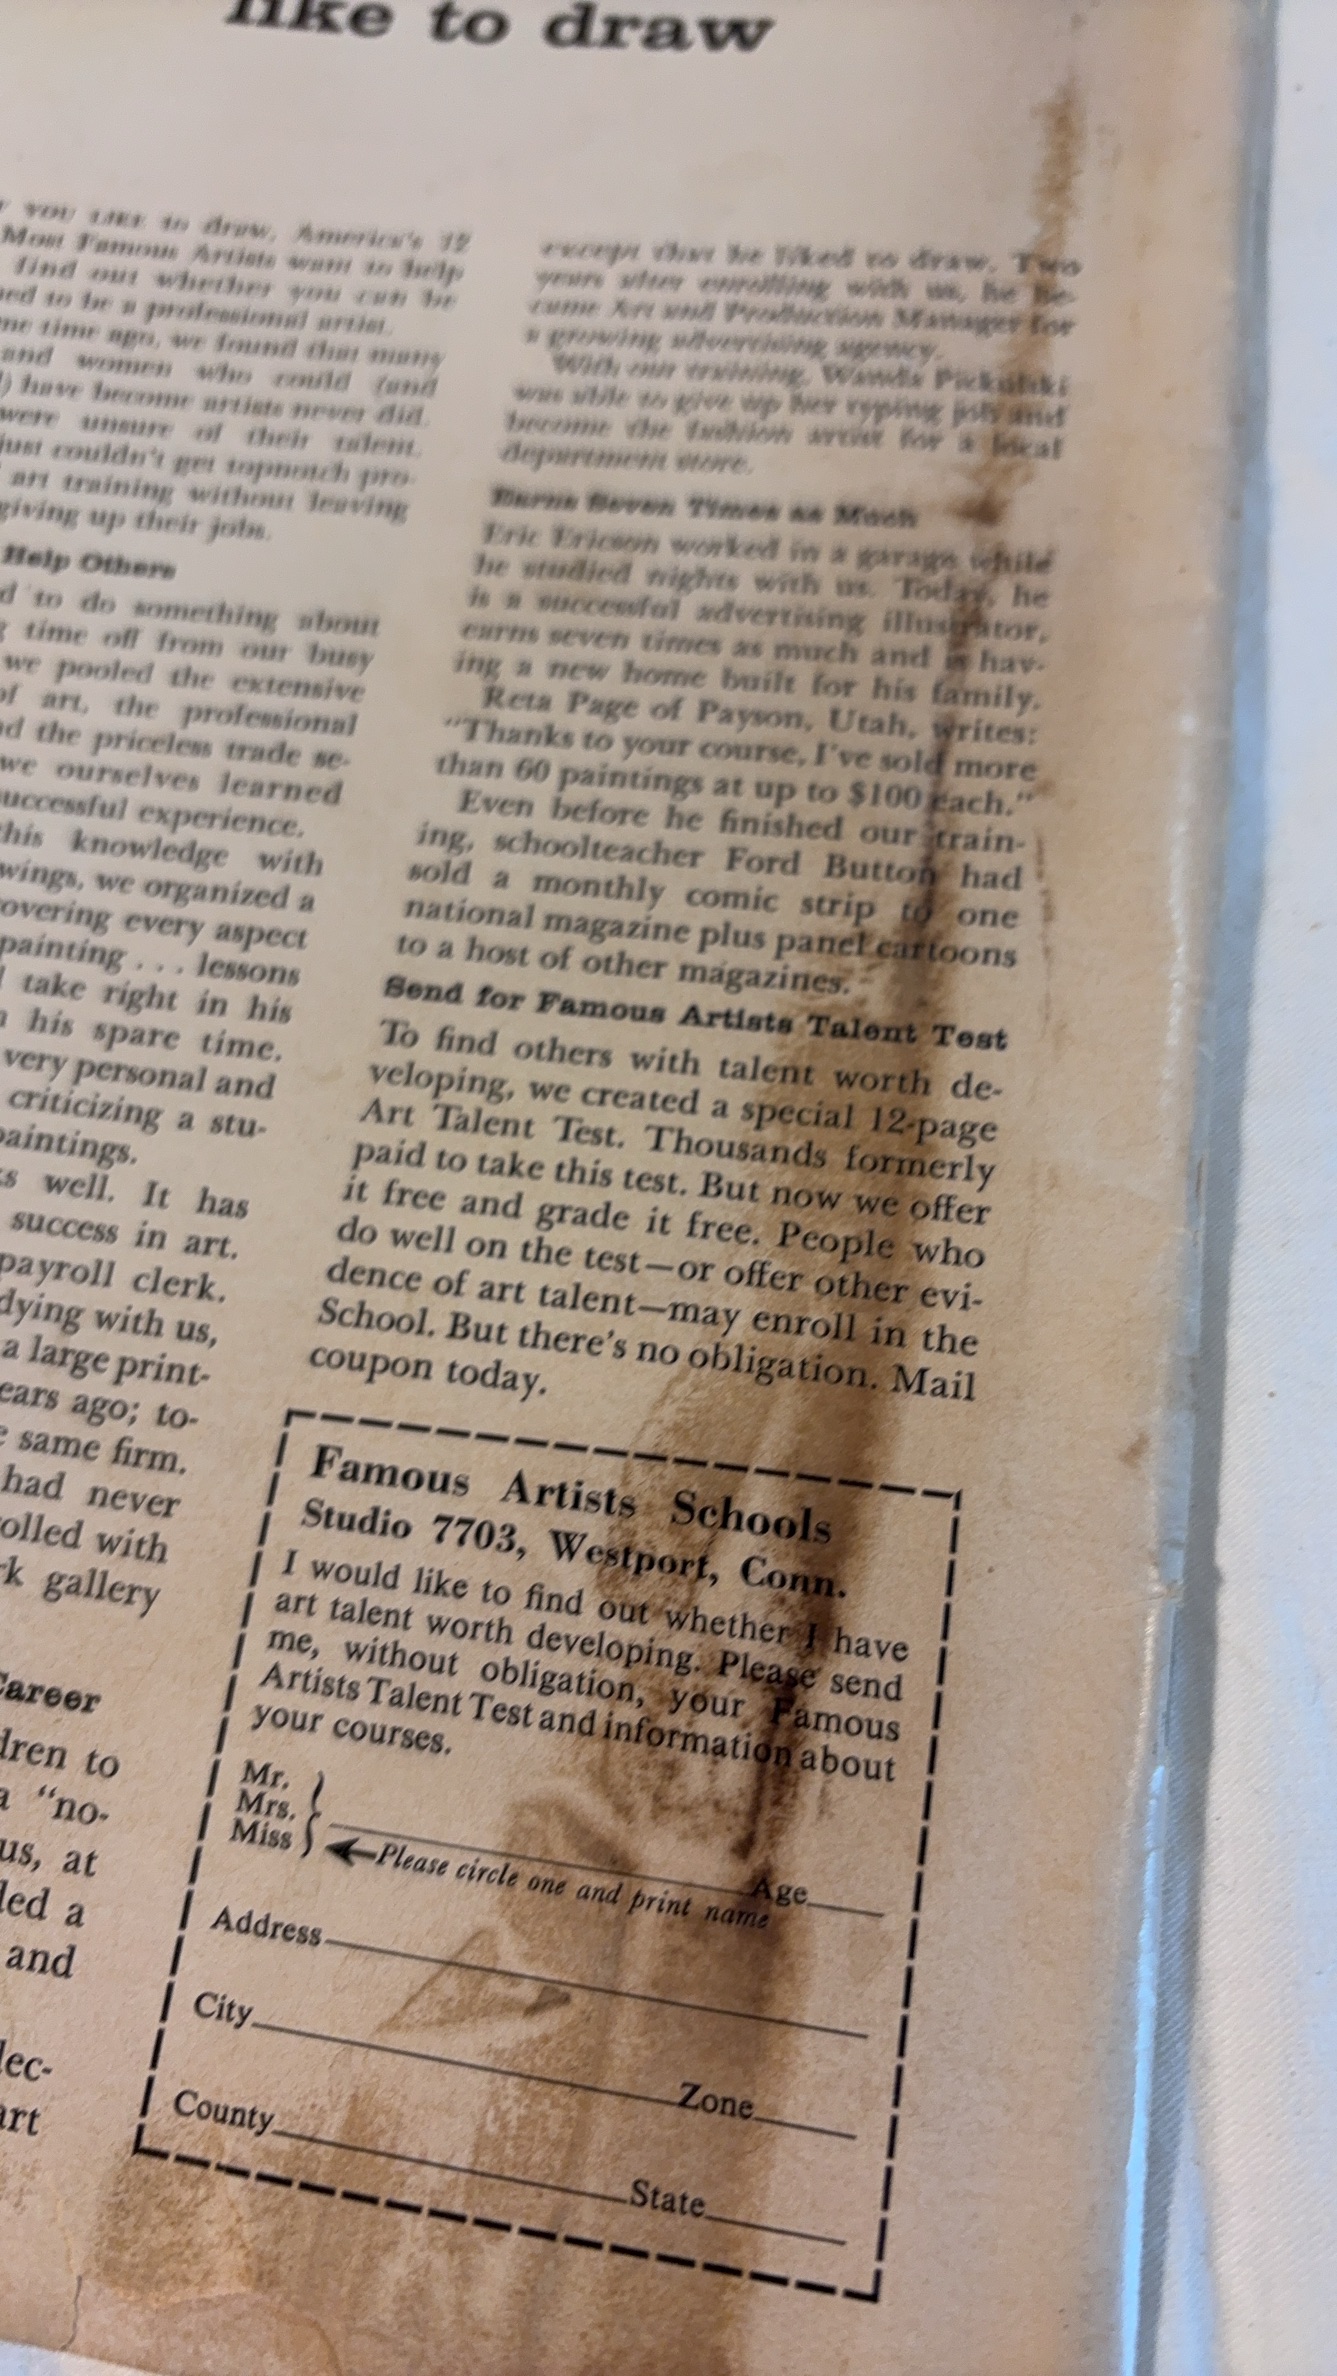 like to draw
YOU LIKE to draw, America's 12
Most Famous Artists want to help
find out whether you can be
to be a professional artist.
time ago, we found that many
and women who could (and
have become artists never did.
were unsure of their talent.
just couldn't get topnotch pro-
art training without leaving
giving up their jobs.
Help Others
to do something about
time off from our busy
we pooled the extensive
of art, the professional
the priceless trade se-
we ourselves learned
successful experience.
this knowledge with
we organized a
covering every aspect
painting . . . lessons
take right in his
his spare time.
very personal and
criticizing a stu-
paintings.
well. It has
success in art.
payroll clerk.
with us,
a large print-
ago; to-
same firm.
had never
with
gallery
Career
to
a "no-
us, at
a
and
except that he liked to draw. Two
years after enrolling with us, he be-
came Art and Production Manager for
a growing advertising agency.
With our training, Wanda Pickulski
was able to give up her typing job and
become the fashion artist for a local
department store.
Earns Seven Times as Much
Eric Ericson worked in a garage while
he studied nights with us. Today, he
is a successful advertising illustrator,
earns seven times as much and is hav-
ing a new home built for his family.
Reta Page of Payson, Utah, writes:
"Thanks to your course, I've sold more
than 60 paintings at up to $100 each."
Even before he finished our train-
ing, schoolteacher Ford Button had
sold a monthly comic strip to one
national magazine plus panel cartoons
to a host of other magazines.
Send for Famous Artists Talent Test
To find others with talent worth de-
veloping, we created a special 12-page
Art Talent Test. Thousands formerly
paid to take this test. But now we offer
it free and grade it free. People who
do well on the test—or offer other evi-
dence of art talent—may enroll in the
School. But there's no obligation. Mail
coupon today.
Famous Artists Schools
Studio 7703, Westport, Conn.
I would like to find out whether I have
art talent worth developing. Please send
me, without obligation, your Famous
Artists Talent Test and information about
your courses.
Mr.
Mrs.
Miss
Age
Please circle one and print name
Address
City
Zone
County
State